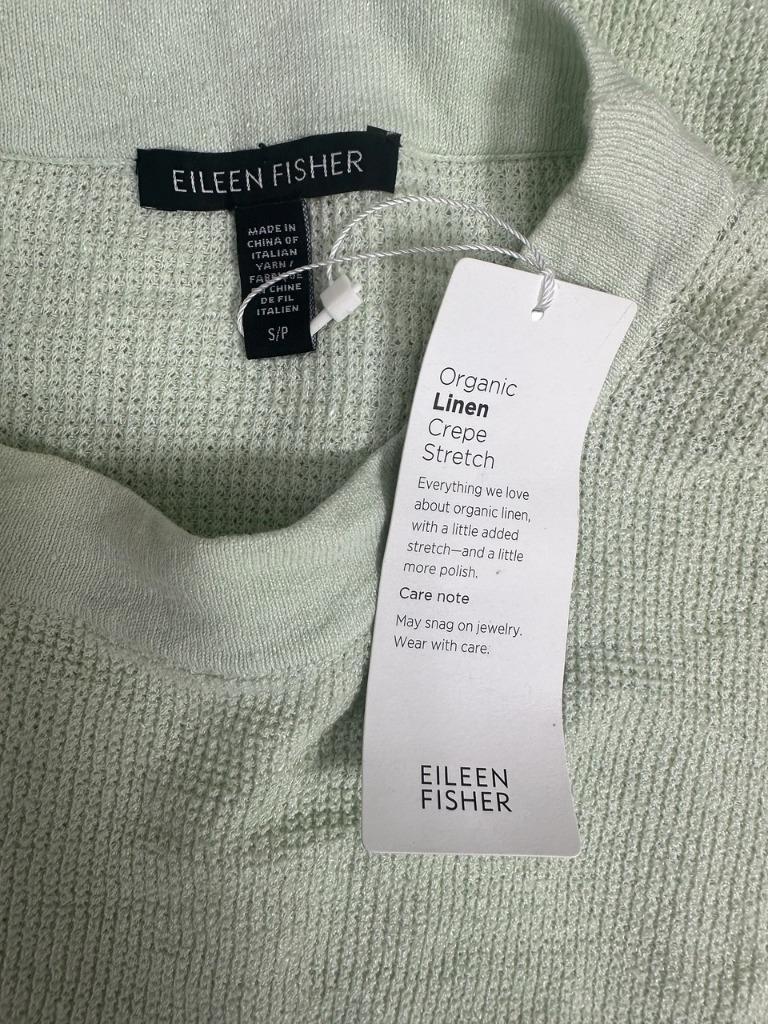 EILEEN FISHER
MADE IN
CHINA OF
ITALIAN
YARN /
FABRIQUÉ
EN CHINE
DE FIL
ITALIEN
S/P
Organic
Linen
Crepe
Stretch
Everything we love
about organic linen,
with a little added
stretch—and a little
more polish.
Care note
May snag on jewelry.
Wear with care.
EILEEN
FISHER